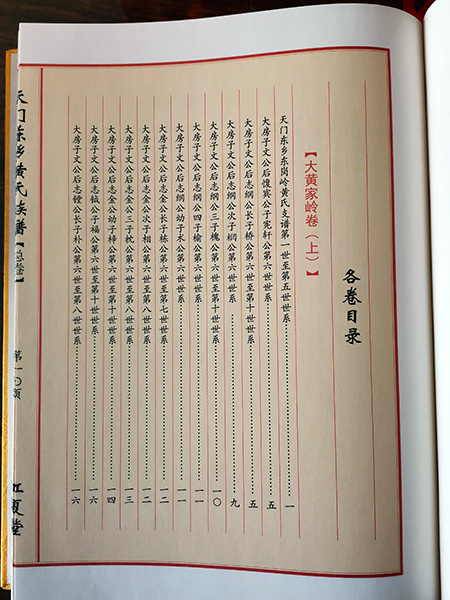 各卷目录
【大黄家岭卷（上）】
天门东乡东岗岭黄氏支谱第一世至第五世世系……一
大房子文公后愎宾公子宪轩公第六世世系……五
大房子文公后志纲公长子桥公第六世至第十世世系……五
大房子文公后志纲公次子桐公第六世世系……九
大房子文公后志纲公三子槐公第六世至第十世世系……一〇
大房子文公后志纲公四子榆公第六世世系……一一
大房子文公后志纲公幼子木公第六世世系……一一
大房子文公后志金公长子栋公第六世至第七世世系……一二
大房子文公后志金公次子相公第六世世系……一二
大房子文公后志金公三子枕公第六世至第八世世系……一三
大房子文公后志金公幼子梓公第六世至第十世世系……一四
大房子文公后志钺公子福公第六世至第十世世系……一六
大房子文公后志镗公长子朴公第六世至第八世世系……一六
天门东乡黄氏族谱【总卷】
第一〇页
江夏堂